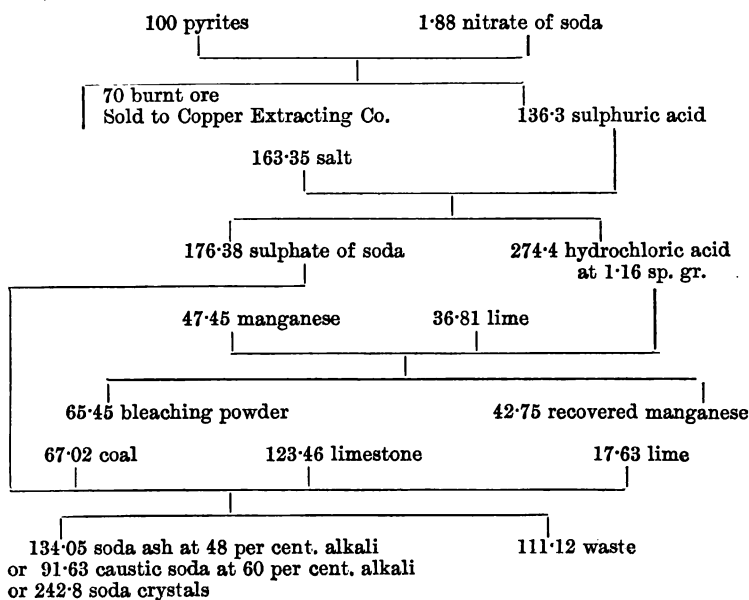 100 pyrites 1·88 nitrate of soda
70 burnt ore
Sold to Copper Extracting Co.
136·3 sulphuric acid
163·35 salt
176·38 sulphate of soda 274·4 hydrochloric acid
at 1·16 sp. gr.
47·45 manganese 36·81 lime
65·45 bleaching powder 42·75 recovered manganese
67·02 coal 123·46 limestone 17·63 lime
134·05 soda ash at 48 per cent. alkali 111·12 waste
or 91·63 caustic soda at 60 per cent. alkali
or 242·8 soda crystals